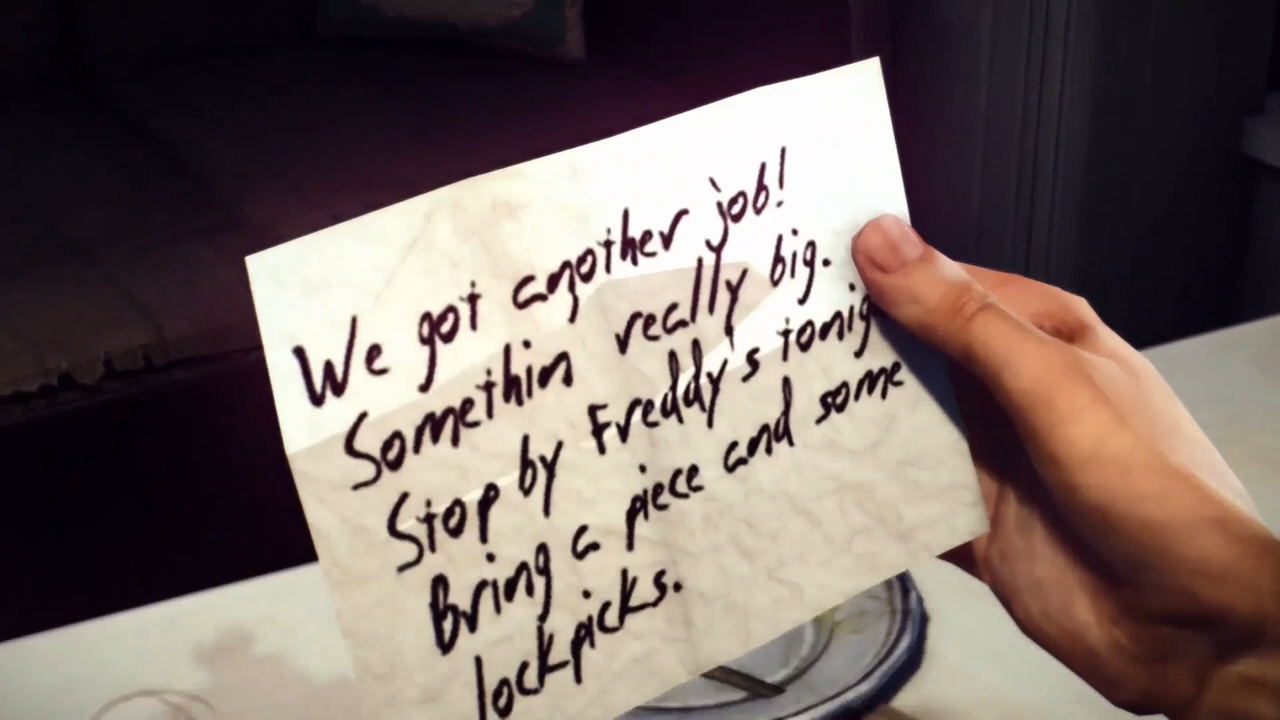 We got another job!
Somethin really big.
Stop by Freddy's
Bring a piece and some
lockpicks.